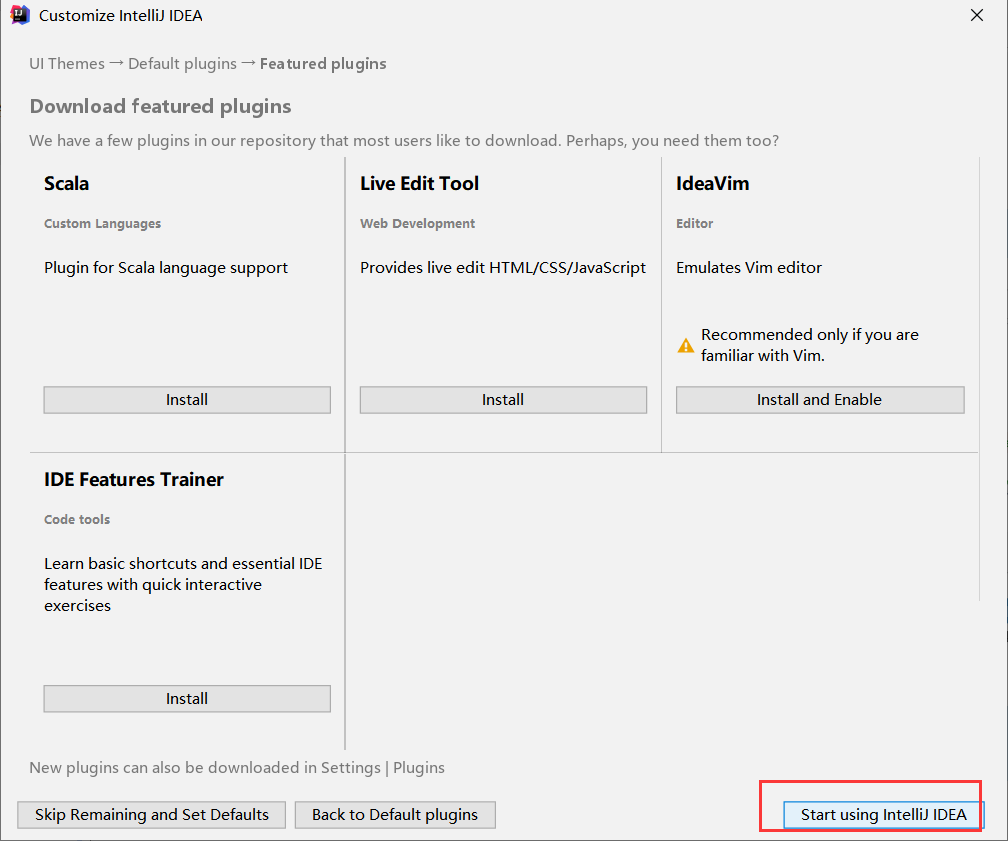 Customize IntelliJ IDEA
UI Themes → Default plugins → Featured plugins
Download featured plugins
We have a few plugins in our repository that most users like to download. Perhaps, you need them too?
Scala
Custom Languages
Plugin for Scala language support
Install
Live Edit Tool
Web Development
Provides live edit HTML/CSS/JavaScript
Install
IdeaVim
Editor
Emulates Vim editor
Recommended only if you are
familiar with Vim.
Install and Enable
IDE Features Trainer
Code tools
Learn basic shortcuts and essential IDE
features with quick interactive
exercises
Install
New plugins can also be downloaded in Settings | Plugins
Skip Remaining and Set Defaults
Back to Default plugins
Start using IntelliJ IDEA